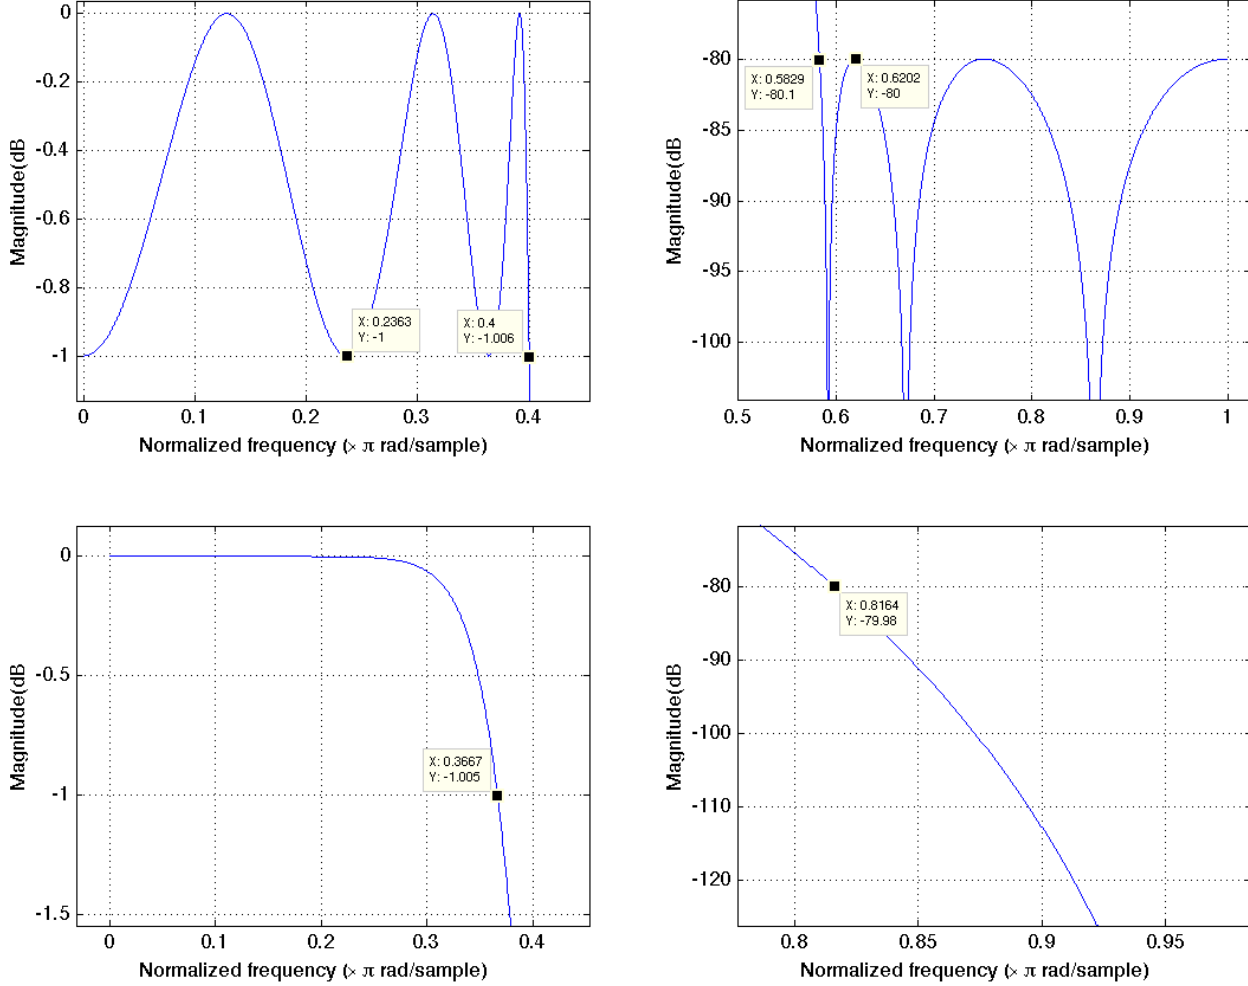 0
-0.2
-0.4
-0.6
-0.8
-1
Magnitude(dB
X: 0.2363
Y: -1
X: 0.4
Y: -1.006
0 0.1 0.2 0.3 0.4
Normalized frequency (× π rad/sample)
-80
-85
-90
-95
-100
Magnitude(dB
X: 0.5829
Y: -80.1
X: 0.6202
Y: -80
0.5 0.6 0.7 0.8 0.9 1
Normalized frequency (× π rad/sample)
0
-0.5
-1
-1.5
Magnitude(dB
X: 0.3667
Y: -1.005
0 0.1 0.2 0.3 0.4
Normalized frequency (× π rad/sample)
-80
-90
-100
-110
-120
Magnitude(dB
X: 0.8164
Y: -79.98
0.8 0.85 0.9 0.95
Normalized frequency (× π rad/sample)